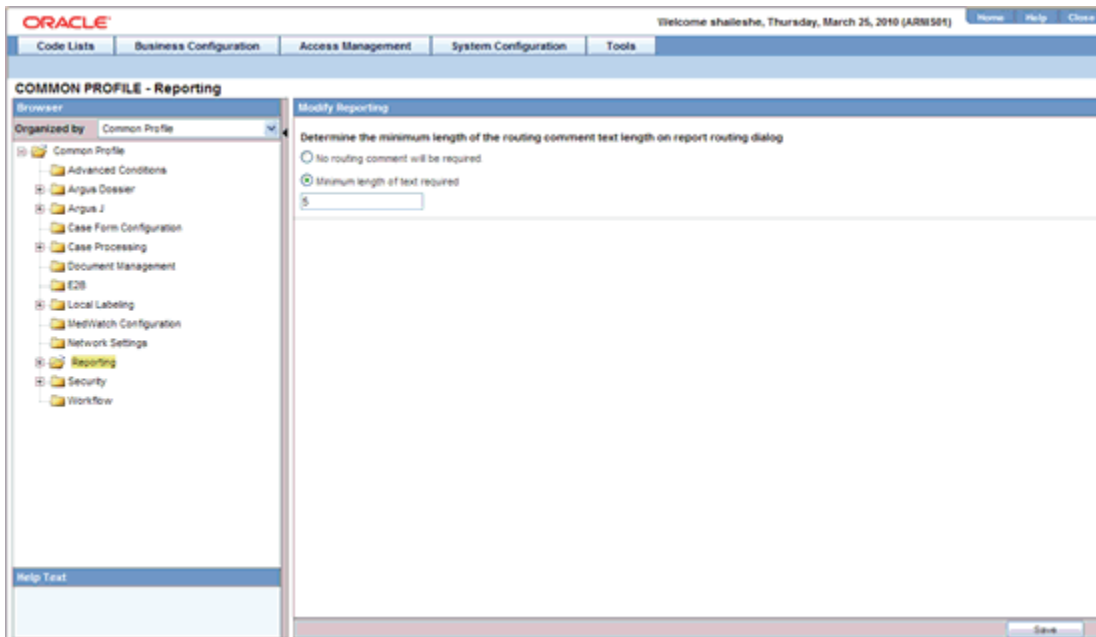 ORACLE
Welcome shaileshe, Thursday, March 25, 2010 (ARNIS01)
Home Help Close
Code Lists Business Configuration Access Management System Configuration Tools
COMMON PROFILE - Reporting
Browser
Modify Reporting
Organized by Common Profile
Determine the minimum length of the routing comment text length on report routing dialog
Common Profile
No routing comment will be required
Advanced Conditions
Minimum length of text required
Argus Dossier
5
Argus J
Case Form Configuration
Case Processing
Document Management
E2B
Local Labeling
MedWatch Configuration
Network Settings
Reporting
Security
Workflow
Help Text
Save